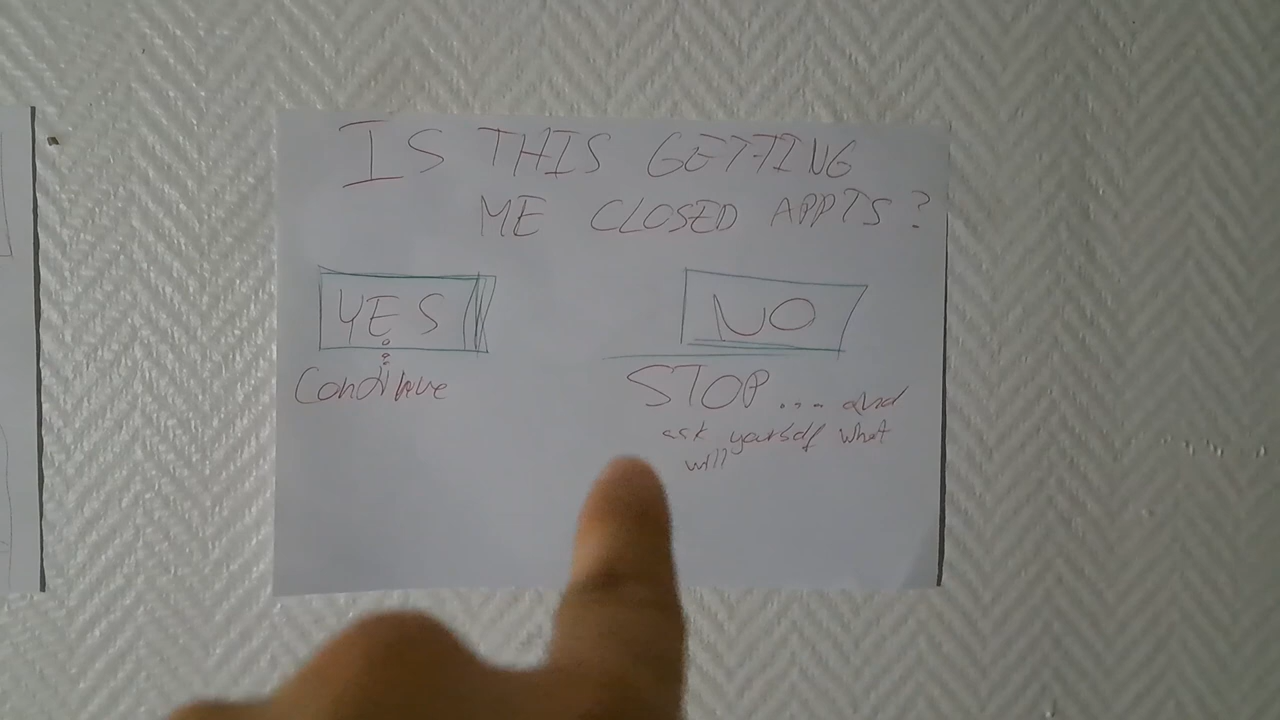 IS THIS GETTING
ME CLOSED APPTS?
YES
NO
Continue
STOP.... and
ask yourself what
will